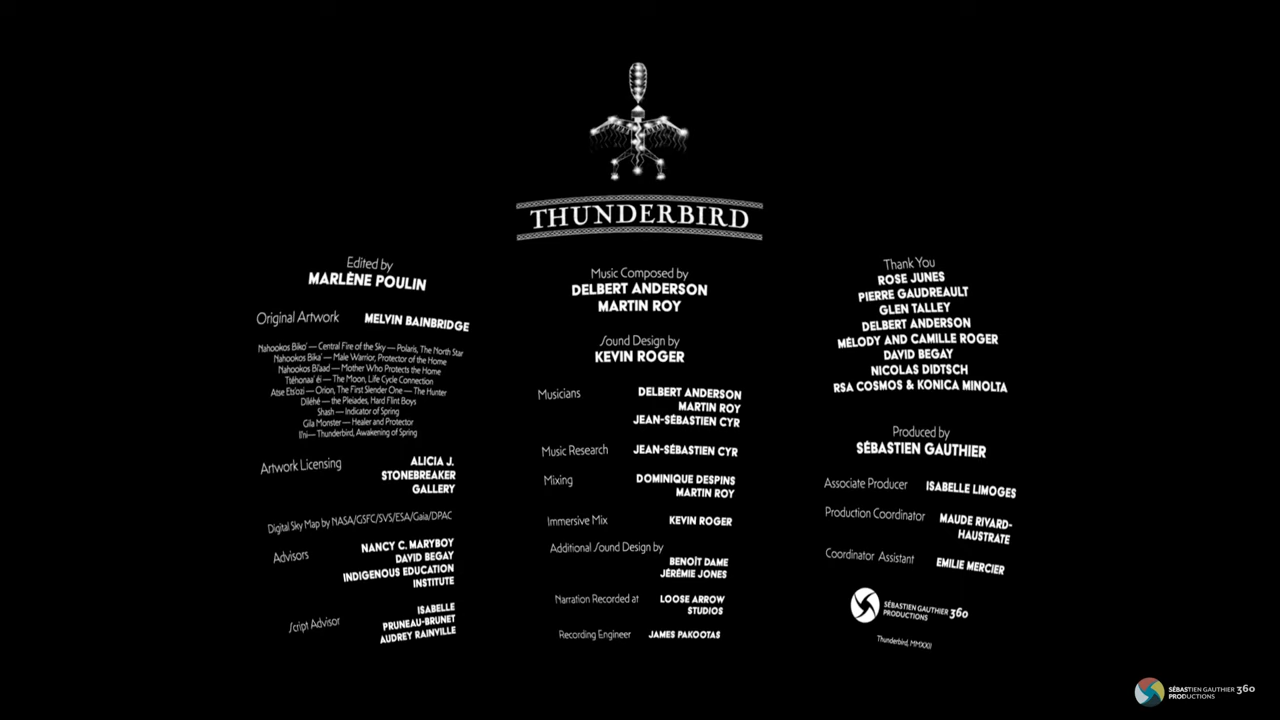 THUNDERBIRD
Edited by
MARLÈNE POULIN
Original Artwork MELVIN BAINBRIDGE
Nahookos Biko' — Central Fire of the Sky — Polaris, The North Star
Nahookos Bika' — Male Warrior, Protector of the Home
Nahookos Bi'aad — Mother Who Protects the Home
Ttéhonaa' éí — The Moon, Life Cycle Connection
Atse Ets'ozi — Orion, The First Slender One — The Hunter
Diléhé — the Pleiades, Hard Flint Boys
Shash — Indicator of Spring
Gila Monster — Healer and Protector
Ii'ni— Thunderbird, Awakening of Spring
Artwork Licensing ALICIA J.
STONEBREAKER
GALLERY
Digital Sky Map by NASA/GSFC/SVS/ESA/Gaia/DPAC
Advisors NANCY C. MARYBOY
DAVID BEGAY
INDIGENOUS EDUCATION
INSTITUTE
Script Advisor ISABELLE
PRUNEAU-BRUNET
AUDREY RAINVILLE
Music Composed by
DELBERT ANDERSON
MARTIN ROY
Sound Design by
KEVIN ROGER
Musicians DELBERT ANDERSON
MARTIN ROY
JEAN-SÉBASTIEN CYR
Music Research JEAN-SÉBASTIEN CYR
Mixing DOMINIQUE DESPINS
MARTIN ROY
Immersive Mix KEVIN ROGER
Additional Sound Design by
BENOÎT DAME
JÉRÉMIE JONES
Narration Recorded at LOOSE ARROW
STUDIOS
Recording Engineer JAMES PAKOOTAS
Thank You
ROSE JUNES
PIERRE GAUDREAULT
GLEN TALLEY
DELBERT ANDERSON
MÉLODY AND CAMILLE ROGER
DAVID BEGAY
NICOLAS DIDTSCH
RSA COSMOS & KONICA MINOLTA
Produced by
SÉBASTIEN GAUTHIER
Associate Producer ISABELLE LIMOGES
Production Coordinator MAUDE RIVARD-
HAUSTRATE
Coordinator Assistant EMILIE MERCIER
SÉBASTIEN GAUTHIER 360
PRODUCTIONS
Thunderbird, MMXXII
SÉBASTIEN GAUTHIER 360
PRODUCTIONS